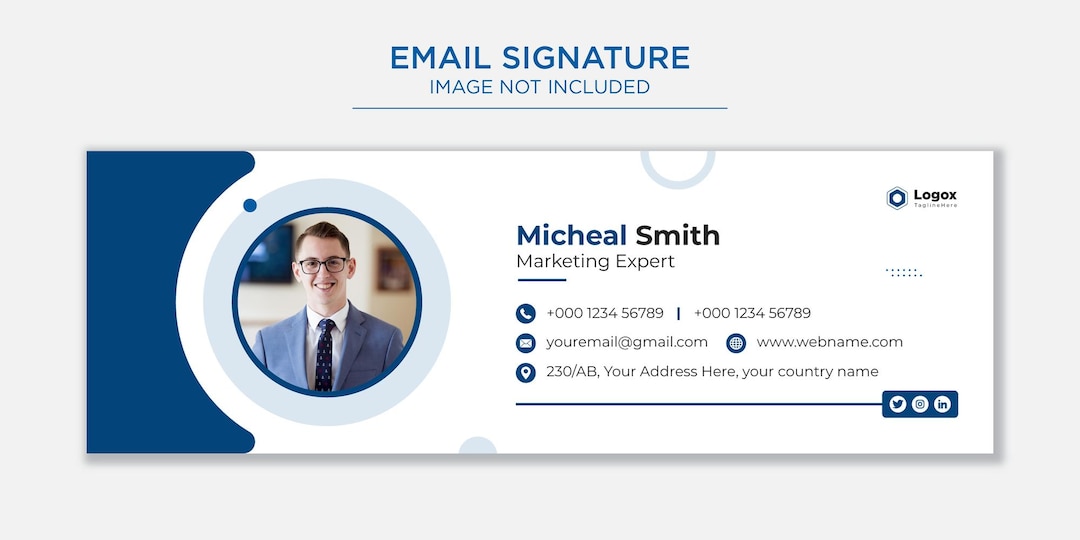 EMAIL SIGNATURE
IMAGE NOT INCLUDED
Logox
TaglineHere
Micheal Smith
Marketing Expert
+000 1234 56789 | +000 1234 56789
youremail@gmail.com www.webname.com
230/AB, Your Address Here, your country name